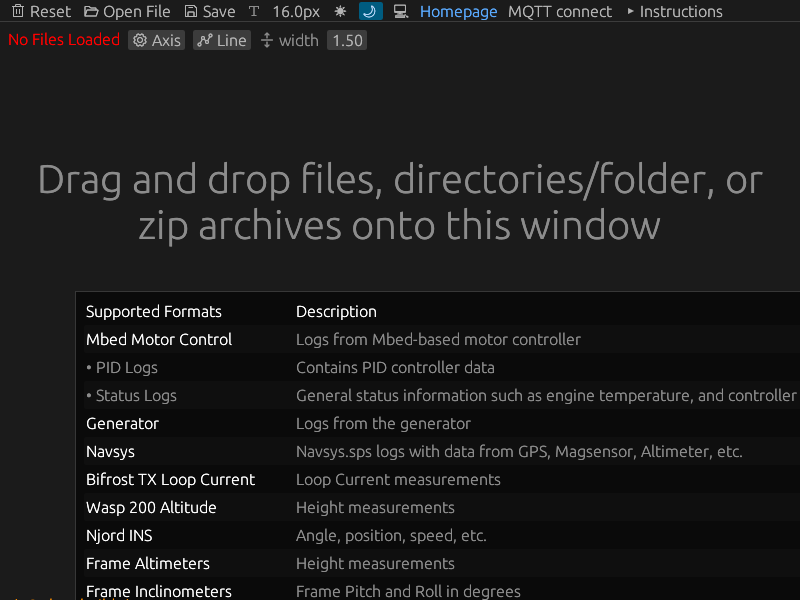 Reset Open File Save T 16.0px Homepage MQTT connect Instructions
No Files Loaded Axis Line width 1.50
Drag and drop files, directories/folder, or
zip archives onto this window
Supported Formats Description
Mbed Motor Control Logs from Mbed-based motor controller
• PID Logs Contains PID controller data
• Status Logs General status information such as engine temperature, and controller
Generator Logs from the generator
Navsys Navsys.sps logs with data from GPS, Magsensor, Altimeter, etc.
Bifrost TX Loop Current Loop Current measurements
Wasp 200 Altitude Height measurements
Njord INS Angle, position, speed, etc.
Frame Altimeters Height measurements
Frame Inclinometers Frame Pitch and Roll in degrees